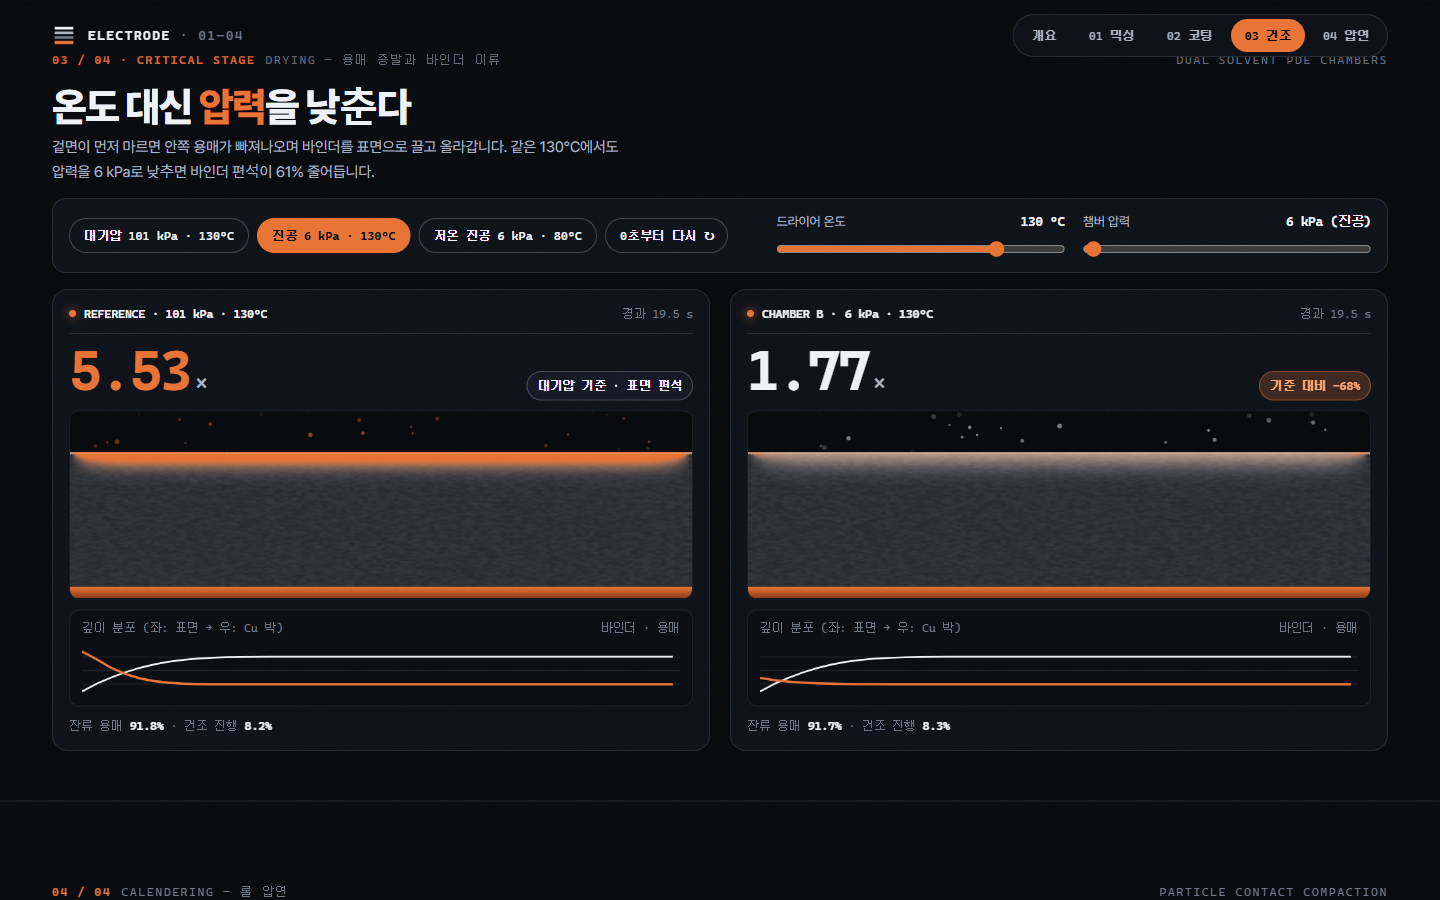 ELECTRODE · 01—04
개요 01 믹싱 02 코팅 03 건조 04 압연
03 / 04 · CRITICAL STAGE DRYING — 용매 증발과 바인더 이류
DUAL SOLVENT PDE CHAMBERS
온도 대신 압력을 낮춘다
겉면이 먼저 마르면 안쪽 용매가 빠져나오며 바인더를 표면으로 끌고 올라갑니다. 같은 130°C에서도
압력을 6 kPa로 낮추면 바인더 편석이 61% 줄어듭니다.
대기압 101 kPa · 130°C
진공 6 kPa · 130°C
저온 진공 6 kPa · 80°C
0초부터 다시 ↻
드라이어 온도 130 °C
챔버 압력 6 kPa (진공)
REFERENCE · 101 kPa · 130°C
경과 19.5 s
5.53×
대기압 기준 · 표면 편석
깊이 분포 (좌: 표면 → 우: Cu 박)
바인더 · 용매
잔류 용매 91.8% · 건조 진행 8.2%
CHAMBER B · 6 kPa · 130°C
경과 19.5 s
1.77×
기준 대비 −68%
깊이 분포 (좌: 표면 → 우: Cu 박)
바인더 · 용매
잔류 용매 91.7% · 건조 진행 8.3%
04 / 04 CALENDERING — 롤 압연
PARTICLE CONTACT COMPACTION